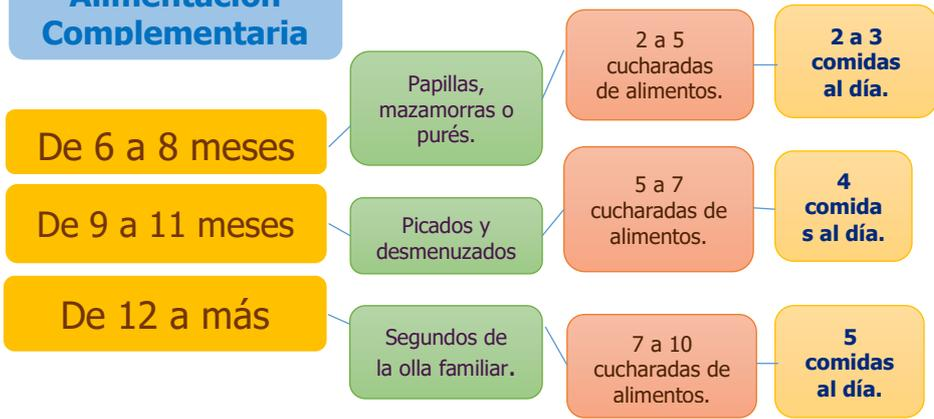 Alimentación
Complementaria
De 6 a 8 meses
Papillas,
mazamorras o
purés.
2 a 5
cucharadas
de alimentos.
2 a 3
comidas
al día.
De 9 a 11 meses
Picados y
desmenuzados
5 a 7
cucharadas de
alimentos.
4
comida
s al día.
De 12 a más
Segundos de
la olla familiar.
7 a 10
cucharadas de
alimentos.
5
comidas
al día.